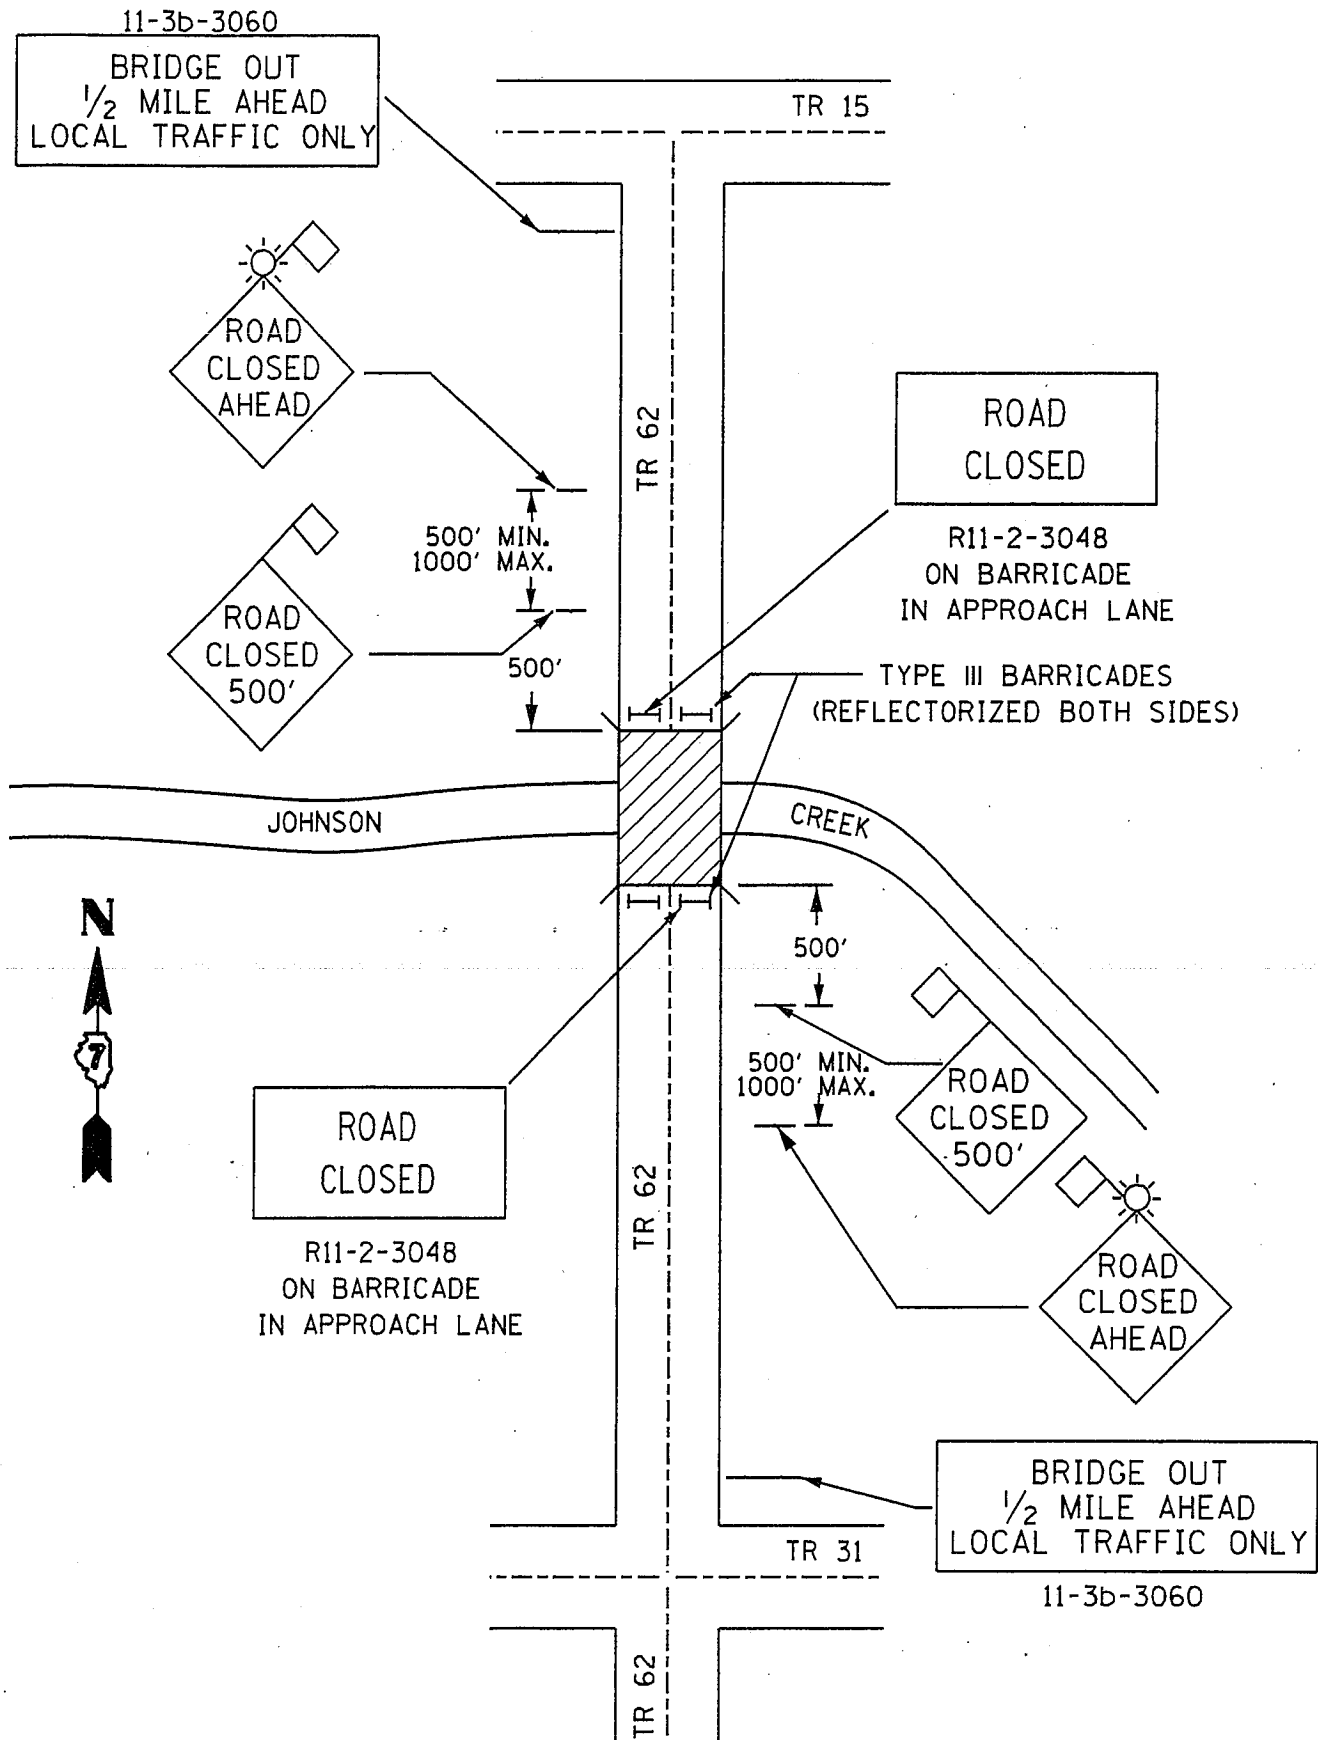 11-3b-3060
BRIDGE OUT
1/2 MILE AHEAD
LOCAL TRAFFIC ONLY
TR 15
ROAD
CLOSED
AHEAD
TR 62
500' MIN.
1000' MAX.
ROAD
CLOSED
R11-2-3048
ON BARRICADE
IN APPROACH LANE
ROAD
CLOSED
500'
500'
TYPE III BARRICADES
(REFLECTORIZED BOTH SIDES)
JOHNSON
CREEK
N
7
500'
500' MIN.
1000' MAX.
ROAD
CLOSED
500'
ROAD
CLOSED
R11-2-3048
ON BARRICADE
IN APPROACH LANE
TR 62
ROAD
CLOSED
AHEAD
BRIDGE OUT
1/2 MILE AHEAD
LOCAL TRAFFIC ONLY
11-3b-3060
TR 31
TR 62